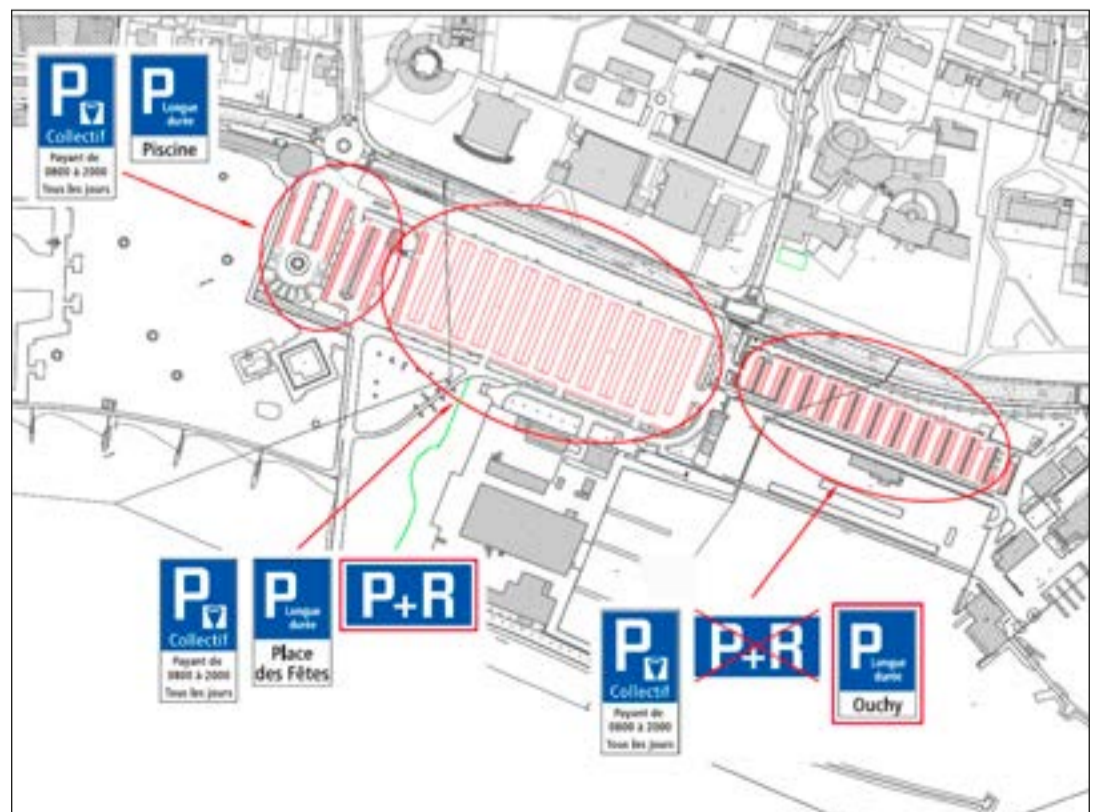 P
Collectif
Payant de
0800 à 2000
Tous les jours
P
Longue
durée
Piscine
P
Collectif
Payant de
0800 à 2000
Tous les jours
P
Longue
durée
Place
des Fêtes
P+R
P
Collectif
Payant de
0800 à 2000
Tous les jours
P+R
P
Longue
durée
Ouchy